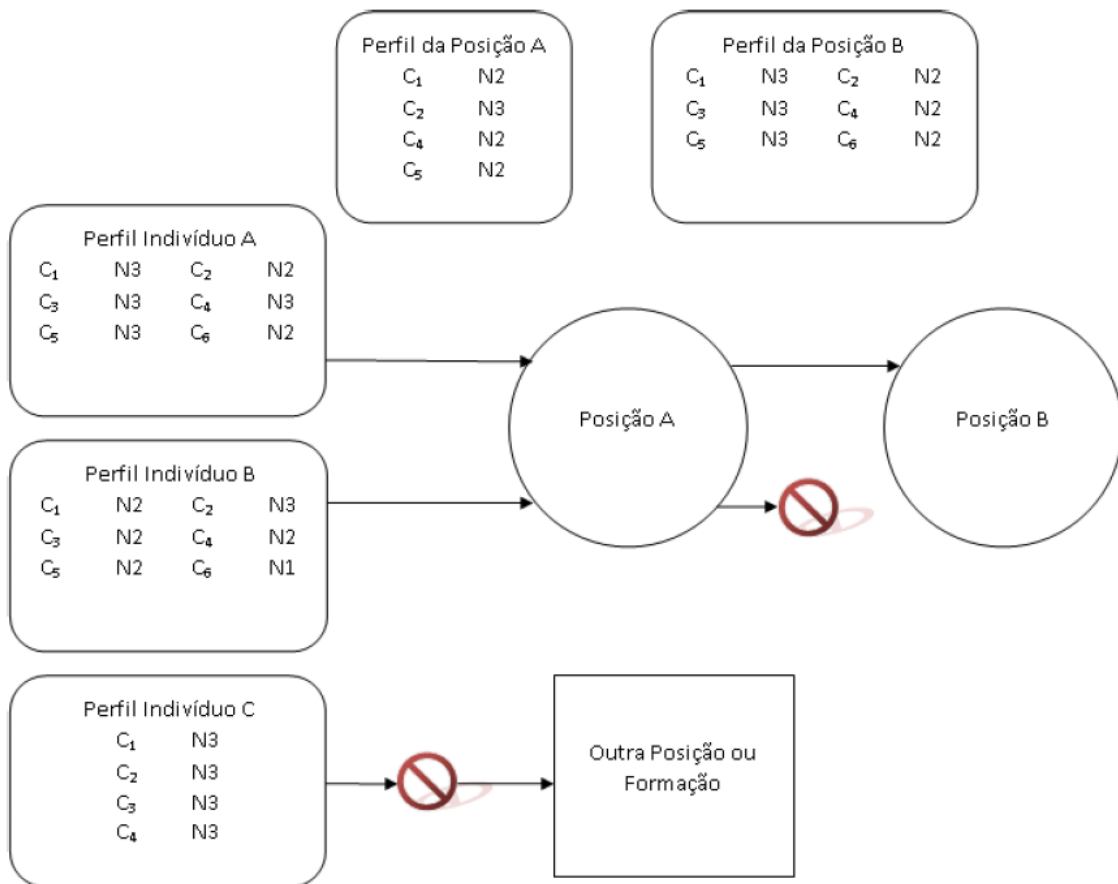 Perfil da Posição A
C₁ N2
C₂ N3
C₄ N2
C₅ N2
Perfil da Posição B
C₁ N3 C₂ N2
C₃ N3 C₄ N2
C₅ N3 C₆ N2
Perfil Indivíduo A
C₁ N3 C₂ N2
C₃ N3 C₄ N3
C₅ N3 C₆ N2
Posição A
Posição B
Perfil Indivíduo B
C₁ N2 C₂ N3
C₃ N2 C₄ N2
C₅ N2 C₆ N1
Perfil Indivíduo C
C₁ N3
C₂ N3
C₃ N3
C₄ N3
Outra Posição ou
Formação